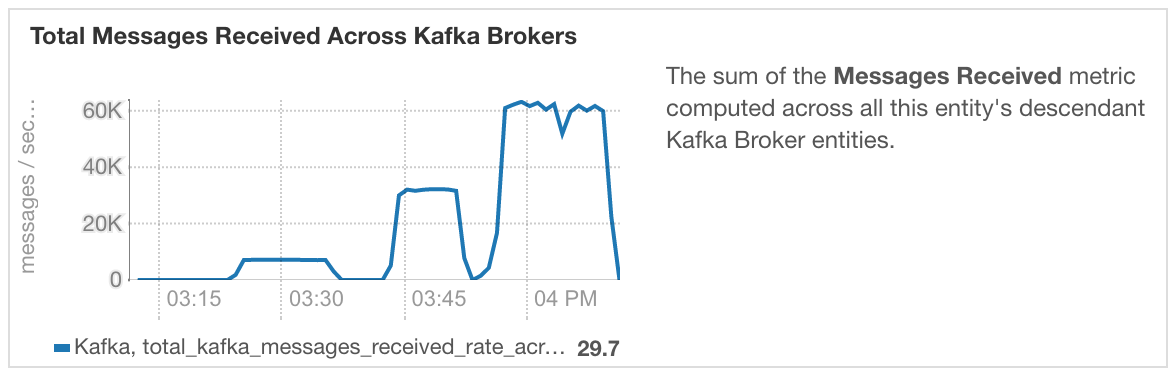 Total Messages Received Across Kafka Brokers
The sum of the Messages Received metric
computed across all this entity's descendant
Kafka Broker entities.
messages / sec...
60K
40K
20K
0
03:15 03:30 03:45 04 PM
Kafka, total_kafka_messages_received_rate_acr... 29.7